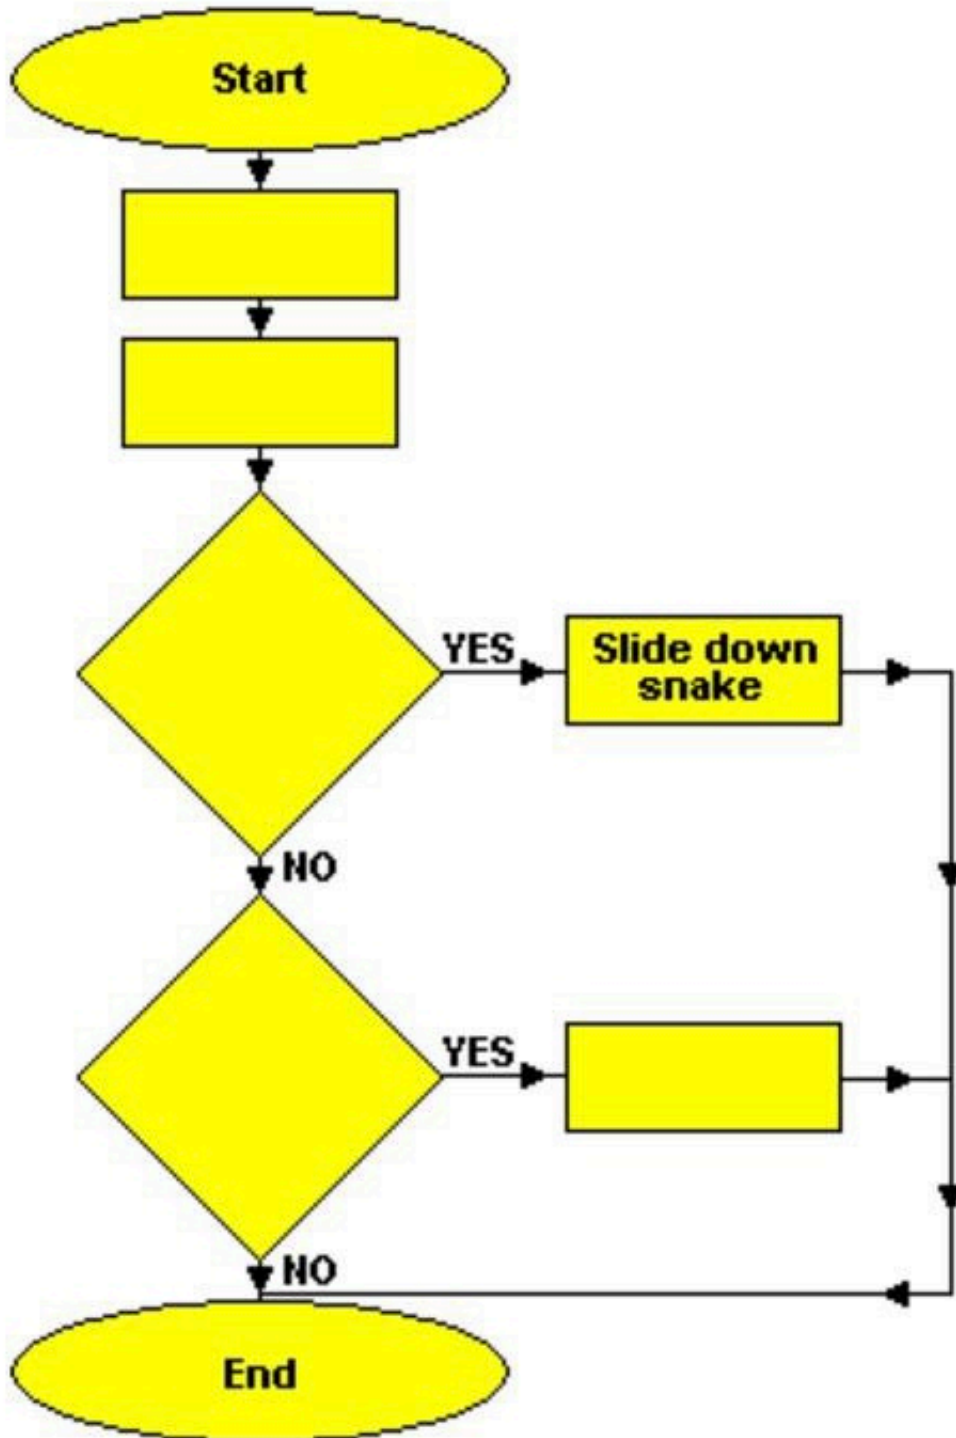 Start
YES
Slide down
snake
NO
YES
NO
End